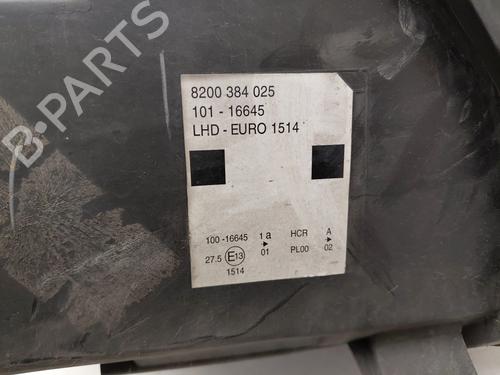 8200 384 025
101 - 16645
LHD - EURO 1514
100 -16645 1a HCR A
27.5 E13 01 PL00 02
1514
B-PARTS